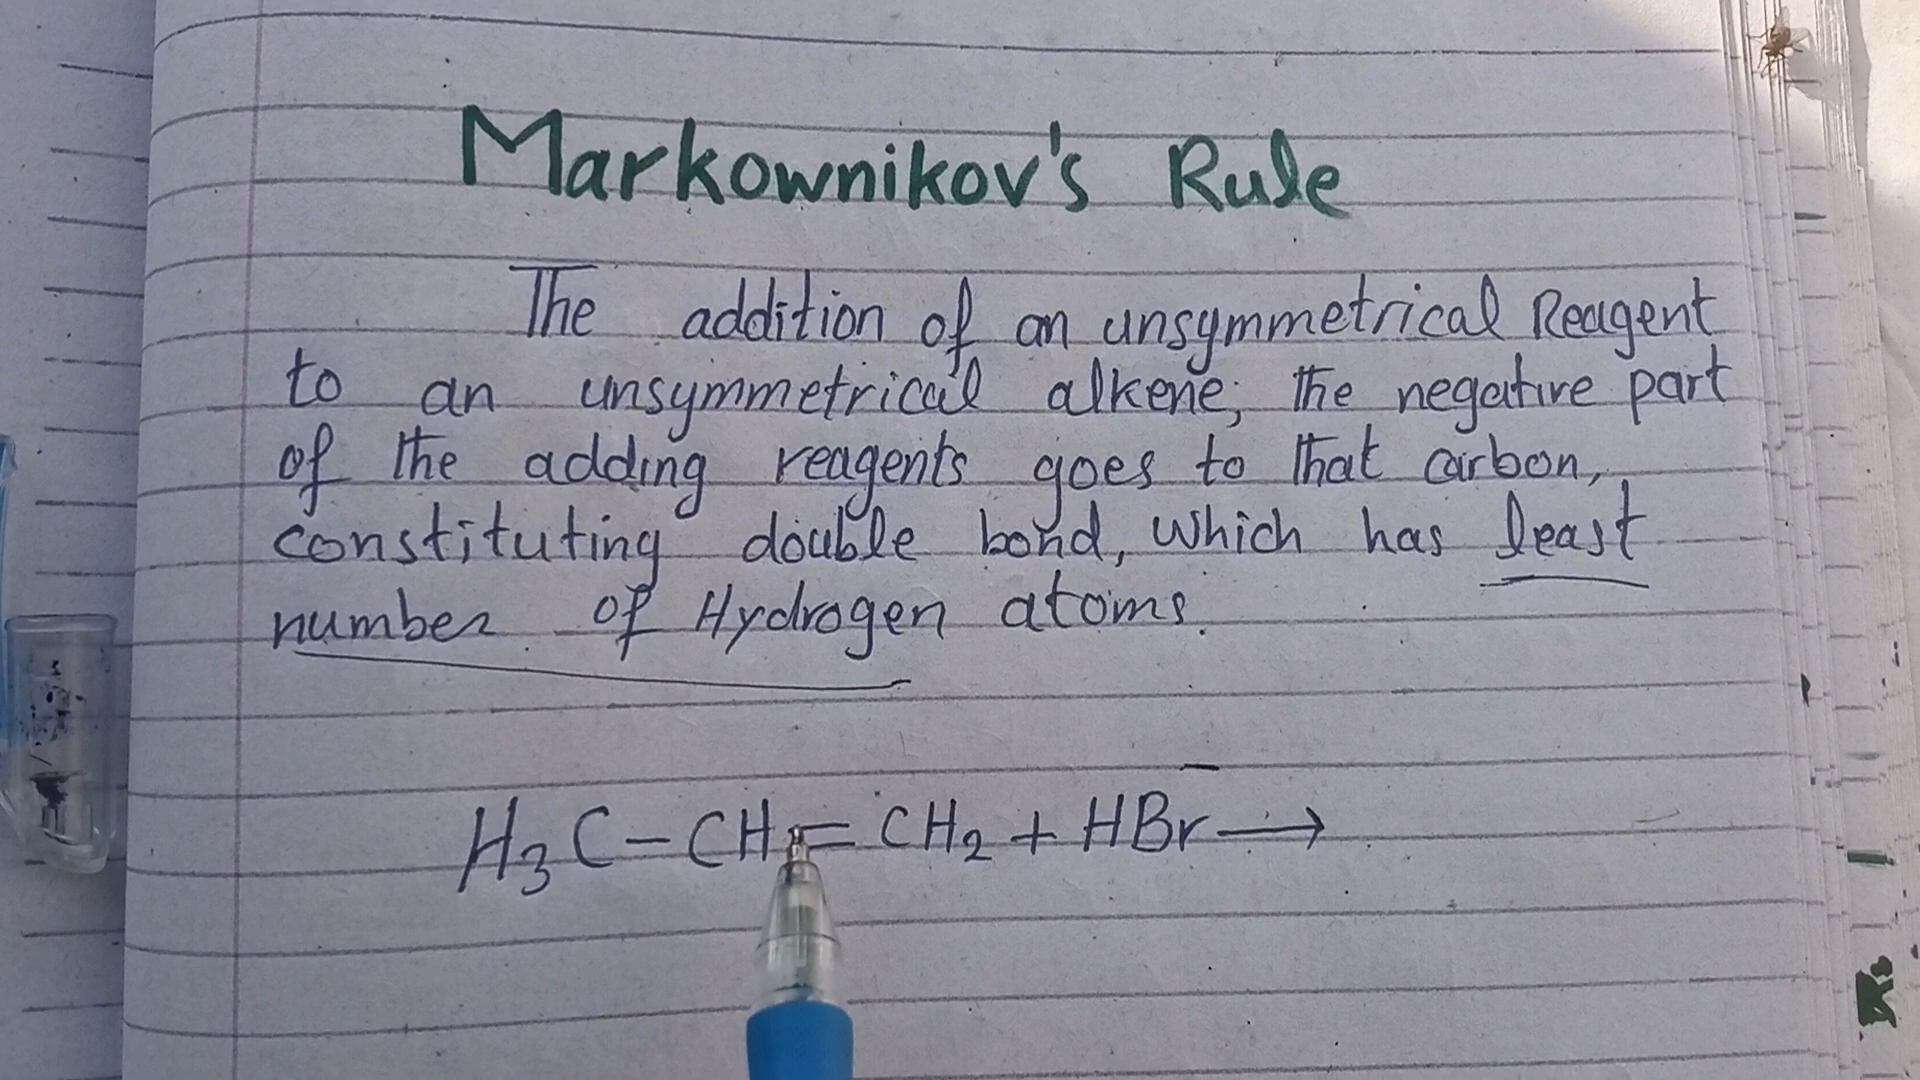 Markownikov's Rule
The addition of an unsymmetrical Reagent
to an unsymmetrical alkene; the negative part
of the adding reagents goes to that carbon,
constituting double bond, which has least
number of Hydrogen atoms.
H₃C-CH=CH₂+HBr⟶